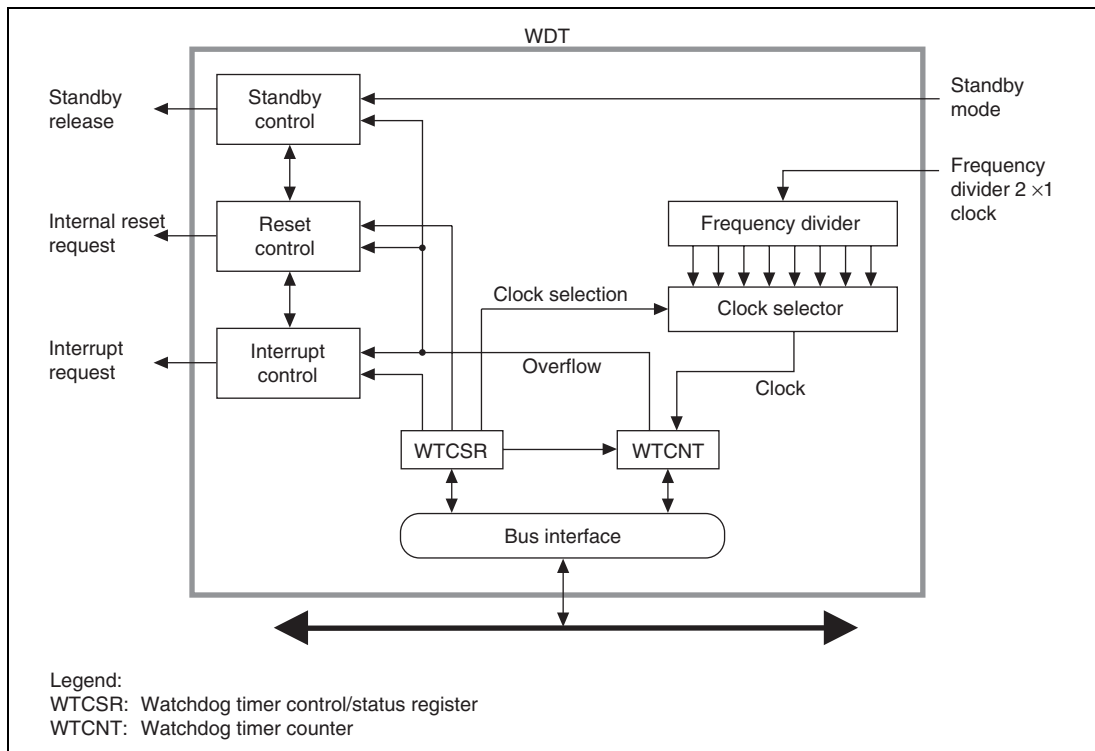 WDT
Standby
release
Standby
control
Standby
mode
Frequency
divider 2 ×1
clock
Internal reset
request
Reset
control
Frequency divider
Clock selection
Clock selector
Interrupt
request
Interrupt
control
Overflow
Clock
WTCSR
WTCNT
Bus interface
Legend:
WTCSR: Watchdog timer control/status register
WTCNT: Watchdog timer counter